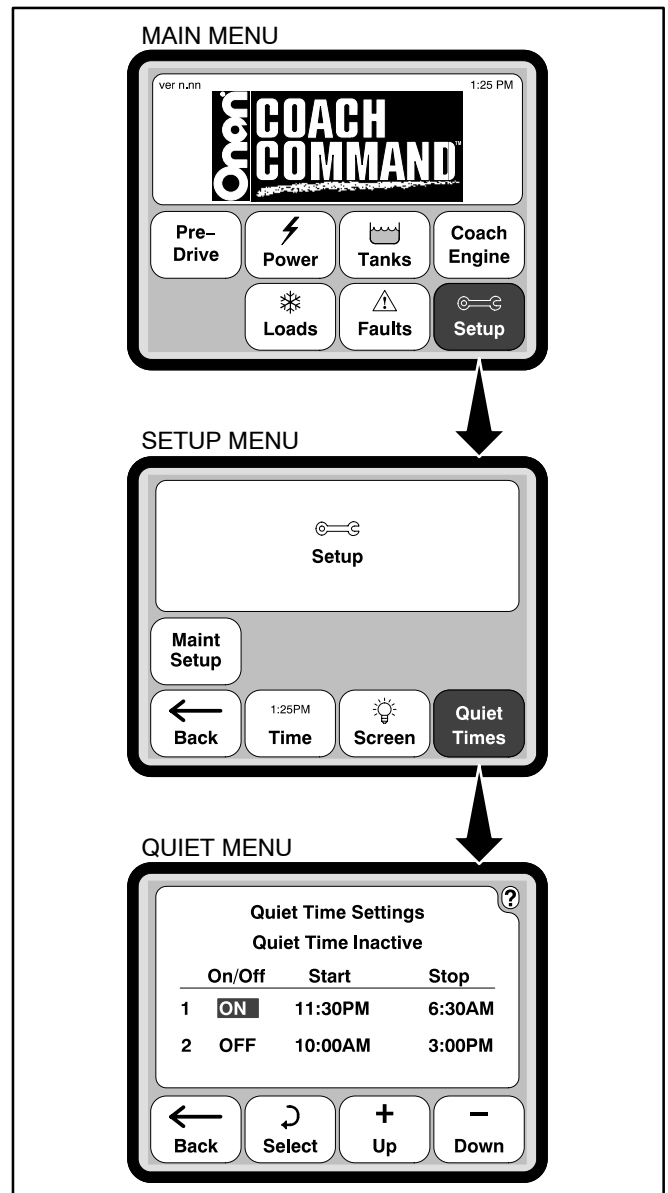 MAIN MENU
ver n.nn 1:25 PM
Onan
COACH
COMMAND™
Pre–
Drive
Power
Tanks
Coach
Engine
Loads
Faults
Setup
SETUP MENU
Setup
Maint
Setup
Back
1:25PM
Time
Screen
Quiet
Times
QUIET MENU
?
Quiet Time Settings
Quiet Time Inactive
On/Off Start Stop
1 ON 11:30PM 6:30AM
2 OFF 10:00AM 3:00PM
Back
Select
+
Up
–
Down